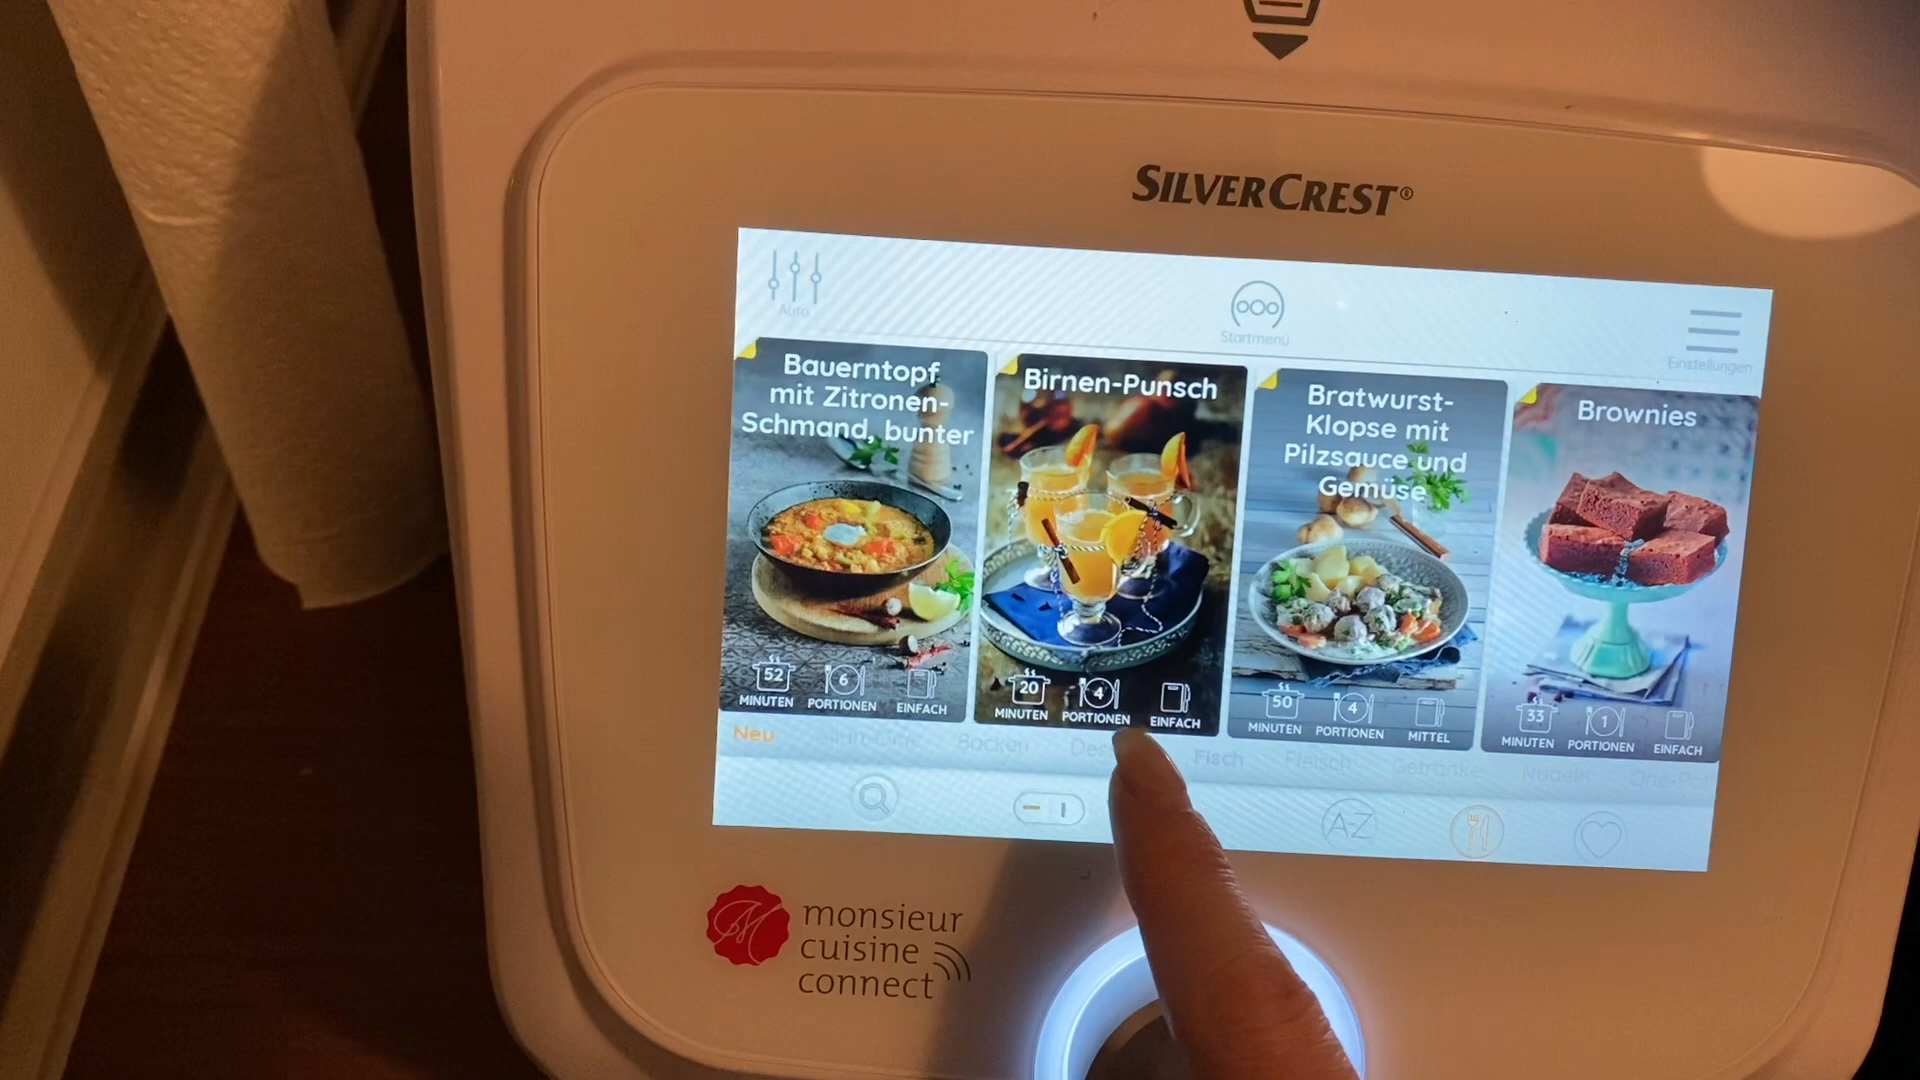 SILVERCREST®
Auto
Startmenü
Einstellungen
Bauerntopf
mit Zitronen-
Schmand, bunter
52
MINUTEN
6
PORTIONEN
EINFACH
Birnen-Punsch
20
MINUTEN
4
PORTIONEN
EINFACH
Bratwurst-
Klopse mit
Pilzsauce und
Gemüse
50
MINUTEN
4
PORTIONEN
MITTEL
Brownies
33
MINUTEN
1
PORTIONEN
EINFACH
Neu Backen Fisch Fleisch Getränke Nudeln
A-Z
monsieur
cuisine
connect